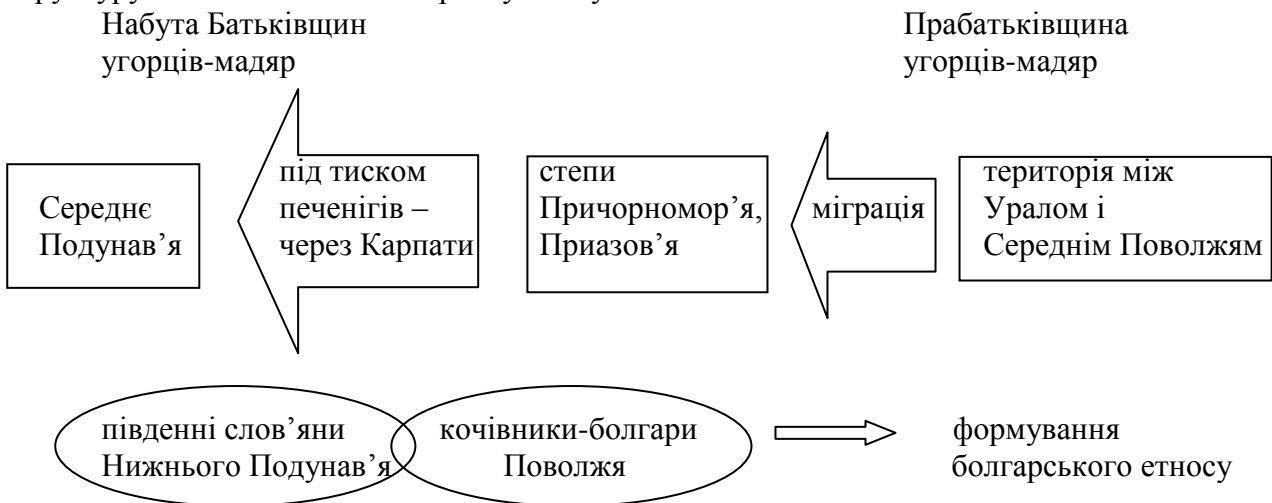 Набута Батьківщин
угорців-мадяр
Прабатьківщина
угорців-мадяр
Середнє
Подунав’я
під тиском
печенігів –
через Карпати
степи
Причорномор’я,
Приазов’я
міграція
територія між
Уралом і
Середнім Поволжям
південні слов’яни
Нижнього Подунав’я
кочівники-болгари
Поволжя
формування
болгарського етносу